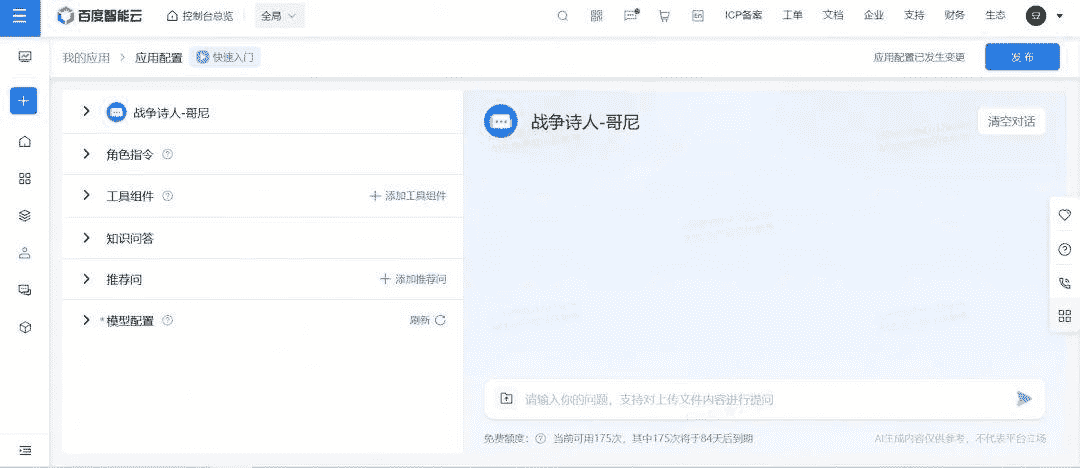 百度智能云 控制台总览 全局 En ICP备案 工单 文档 企业 支持 财务 生态
我的应用 应用配置 快速入门 应用配置已发生变更 发布
战争诗人-哥尼
角色指令
工具组件 添加工具组件
知识问答
推荐问 添加推荐问
*模型配置 刷新
战争诗人-哥尼 清空对话
请输入你的问题，支持对上传文件内容进行提问
免费额度： 当前可用175次，其中175次将于84天后到期 AI生成内容仅供参考，不代表平台立场